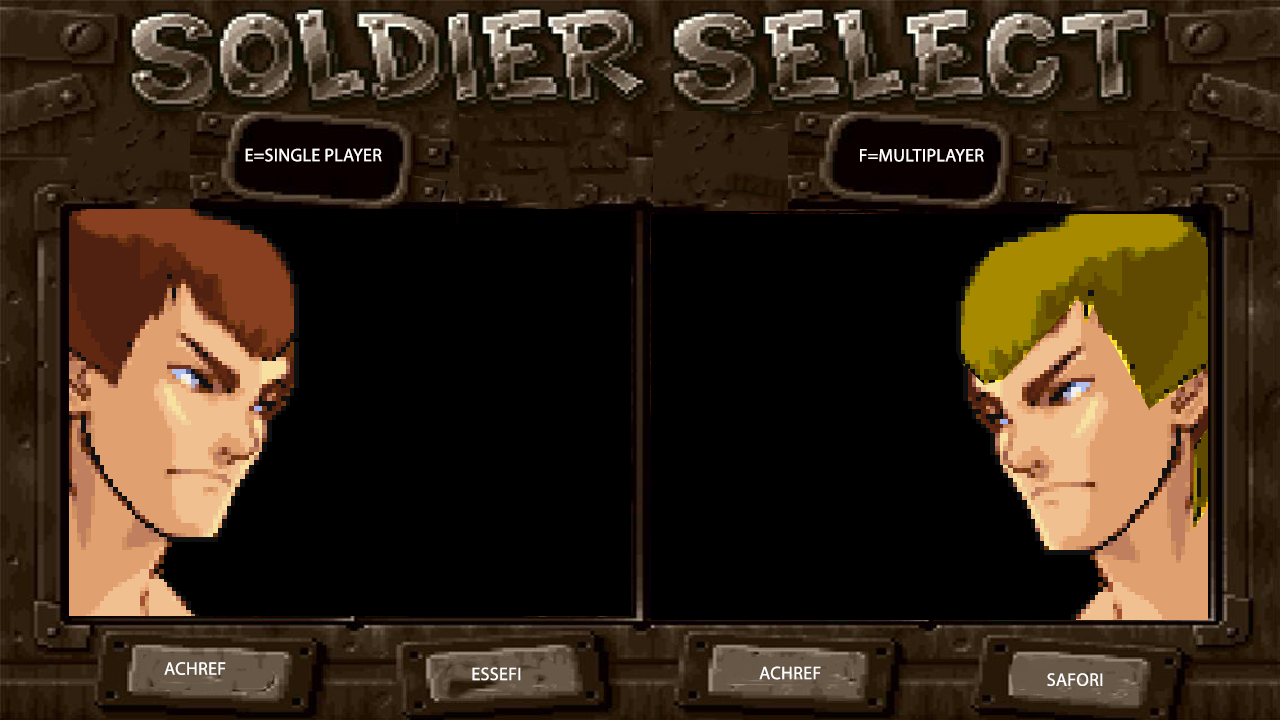 SOLDIER SELECT
E=SINGLE PLAYER
F=MULTIPLAYER
ACHREF
ESSEFI
ACHREF
SAFORI